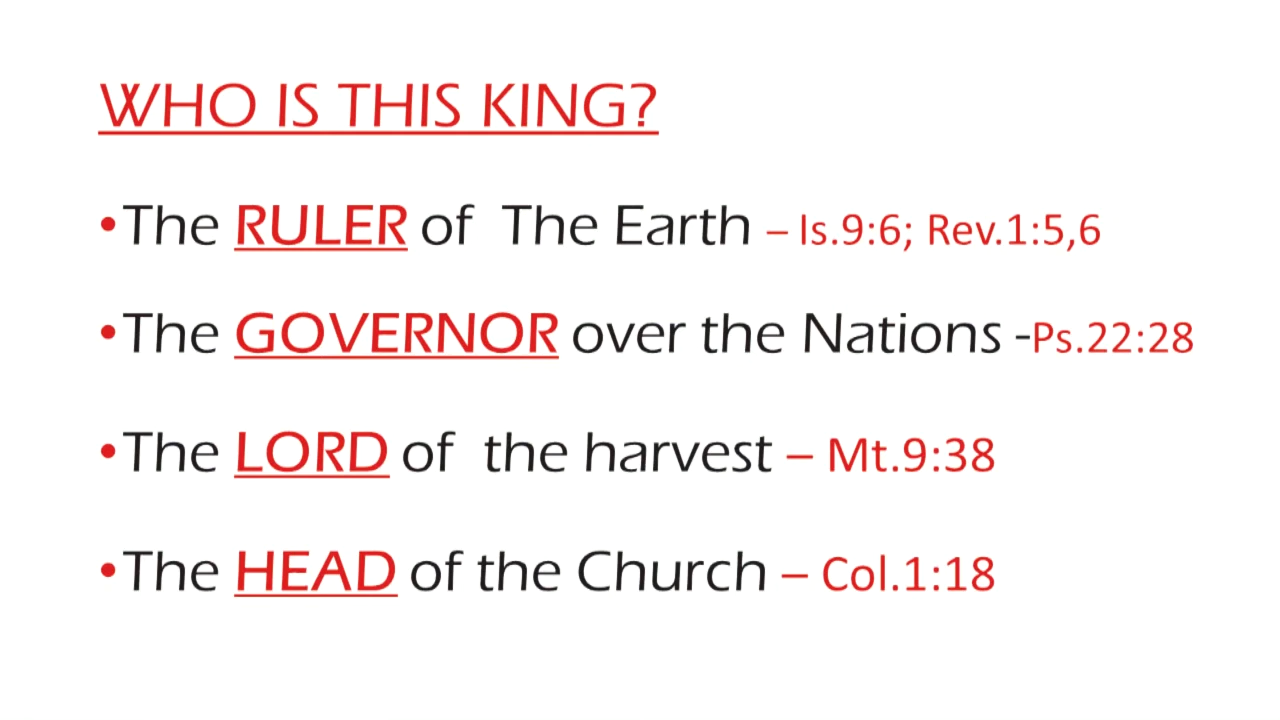 WHO IS THIS KING?
•The RULER of The Earth – Is.9:6; Rev.1:5,6
•The GOVERNOR over the Nations -Ps.22:28
•The LORD of the harvest – Mt.9:38
•The HEAD of the Church – Col.1:18